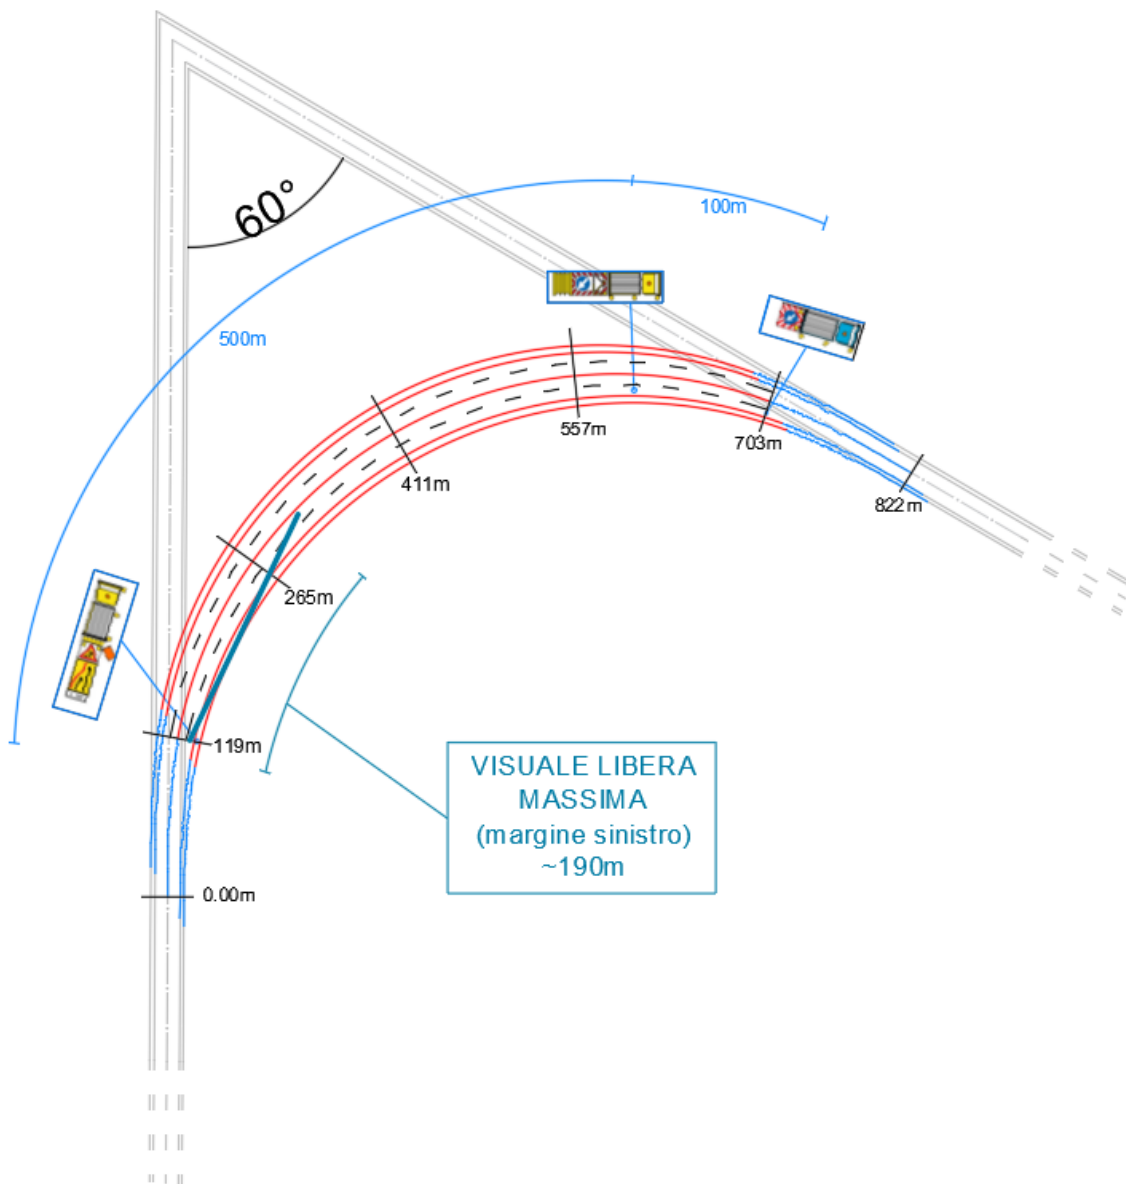 60°
100m
500m
557m
703m
411m
822m
265m
119m
VISUALE LIBERA
MASSIMA
(margine sinistro)
~190m
0.00m